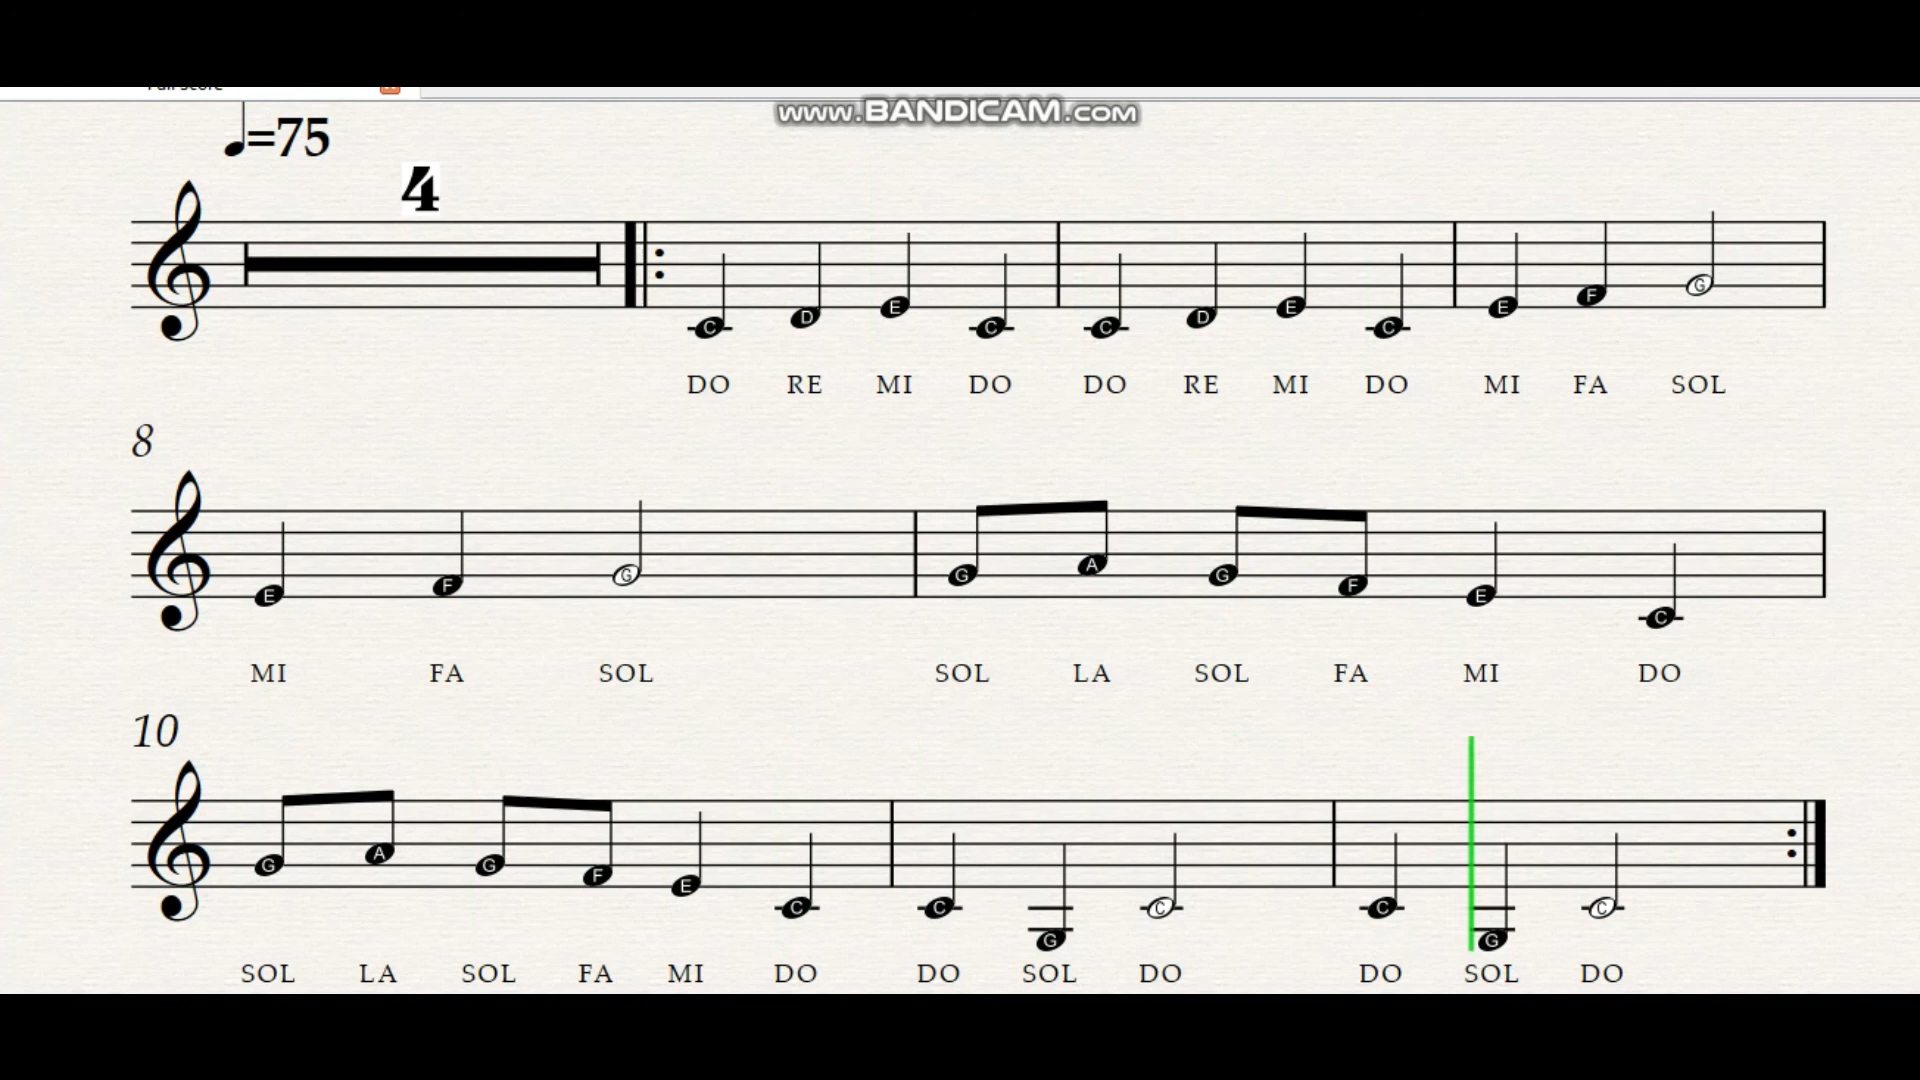 www.BANDICAM.com
=75
4
C D E C C D E C E F G
DO RE MI DO DO RE MI DO MI FA SOL
8
E F G G A G F E C
MI FA SOL SOL LA SOL FA MI DO
10
G A G F E C C G C C G C
SOL LA SOL FA MI DO DO SOL DO DO SOL DO